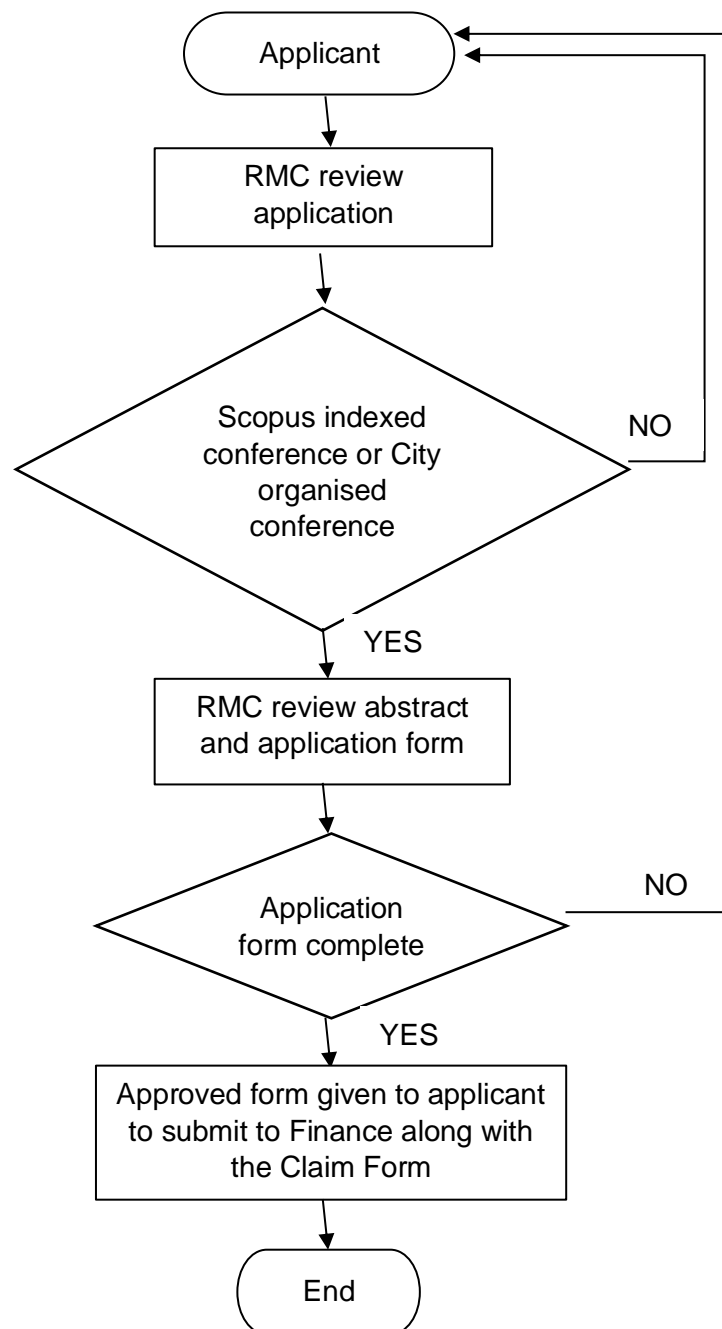 Applicant
RMC review
application
Scopus indexed
conference or City
organised
conference
NO
YES
RMC review abstract
and application form
Application
form complete
NO
YES
Approved form given to applicant
to submit to Finance along with
the Claim Form
End